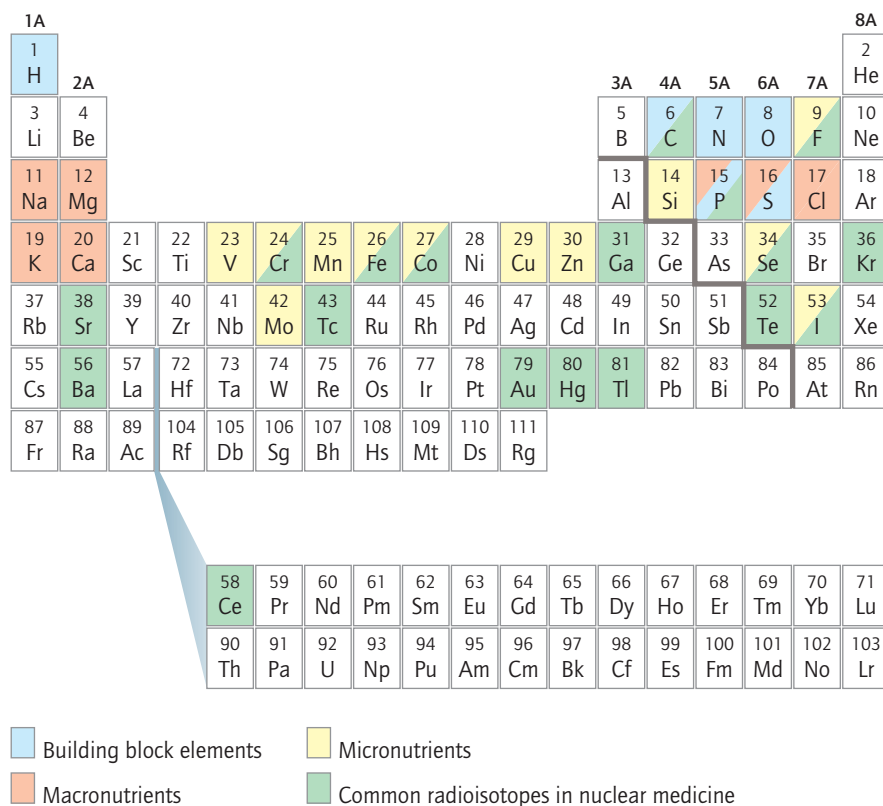 1A 8A
1 2
H 2A 3A 4A 5A 6A 7A He
3 4 5 6 7 8 9 10
Li Be B C N O F Ne
11 12 13 14 15 16 17 18
Na Mg Al Si P S Cl Ar
19 20 21 22 23 24 25 26 27 28 29 30 31 32 33 34 35 36
K Ca Sc Ti V Cr Mn Fe Co Ni Cu Zn Ga Ge As Se Br Kr
37 38 39 40 41 42 43 44 45 46 47 48 49 50 51 52 53 54
Rb Sr Y Zr Nb Mo Tc Ru Rh Pd Ag Cd In Sn Sb Te I Xe
55 56 57 72 73 74 75 76 77 78 79 80 81 82 83 84 85 86
Cs Ba La Hf Ta W Re Os Ir Pt Au Hg Tl Pb Bi Po At Rn
87 88 89 104 105 106 107 108 109 110 111
Fr Ra Ac Rf Db Sg Bh Hs Mt Ds Rg
58 59 60 61 62 63 64 65 66 67 68 69 70 71
Ce Pr Nd Pm Sm Eu Gd Tb Dy Ho Er Tm Yb Lu
90 91 92 93 94 95 96 97 98 99 100 101 102 103
Th Pa U Np Pu Am Cm Bk Cf Es Fm Md No Lr
Building block elements Micronutrients
Macronutrients Common radioisotopes in nuclear medicine